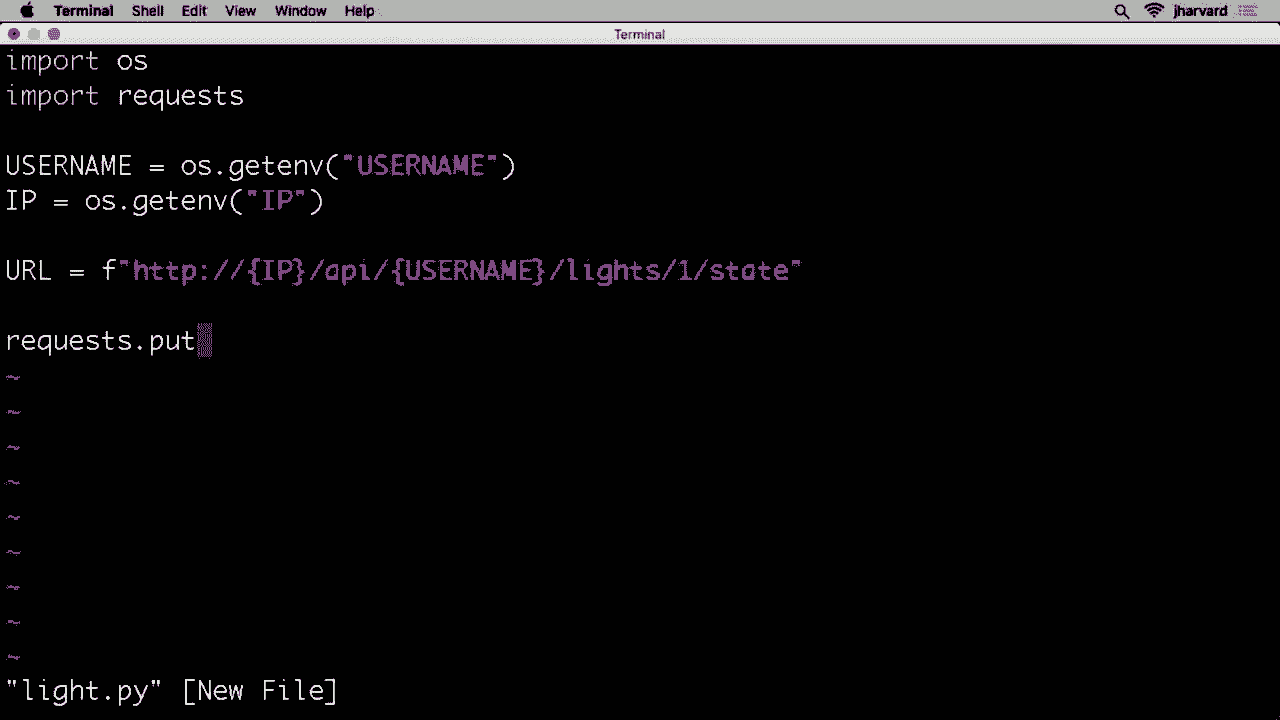 Terminal Shell Edit View Window Help jharvard
Terminal
import os
import requests
USERNAME = os.getenv("USERNAME")
IP = os.getenv("IP")
URL = f"http://{IP}/api/{USERNAME}/lights/1/state"
requests.put
~
~
~
~
~
~
~
~
~
"light.py" [New File]